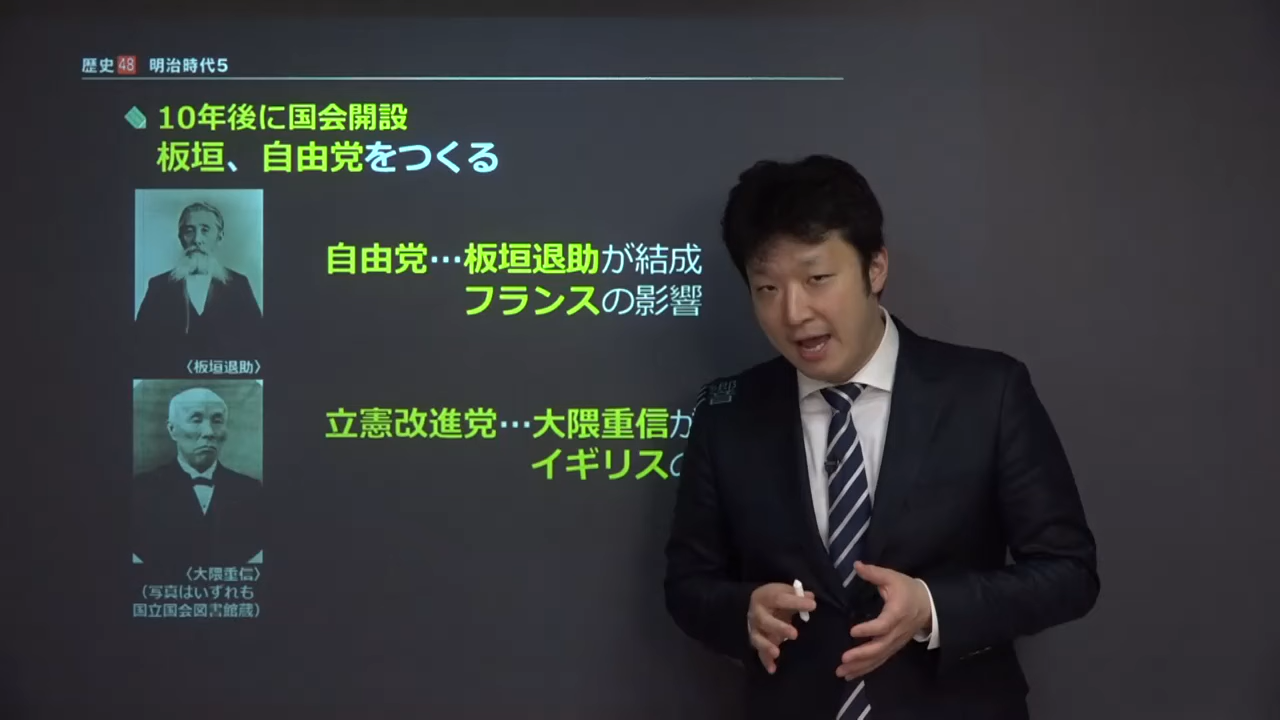 歴史48 明治時代5
10年後に国会開設
板垣、自由党をつくる
自由党…板垣退助が結成
フランスの影響
〈板垣退助〉
立憲改進党…大隈重信が
イギリスの
響
〈大隈重信〉
（写真はいずれも
国立国会図書館蔵）